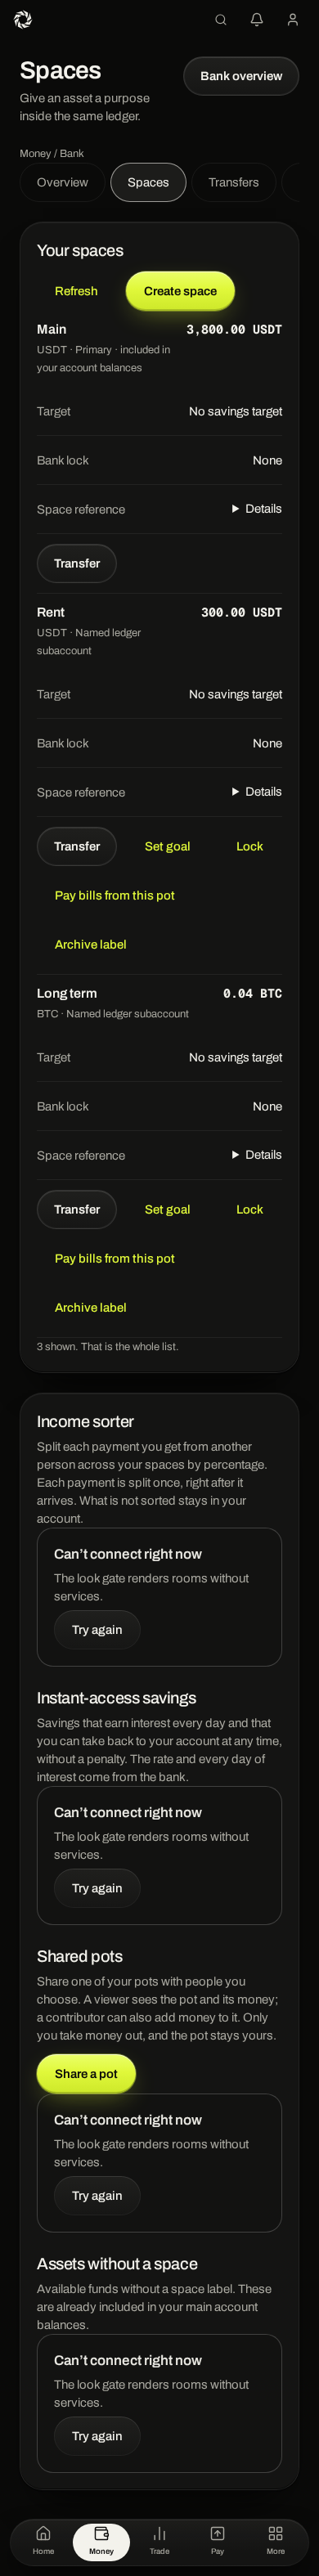 Spaces
Bank overview
Give an asset a purpose
inside the same ledger.
Money / Bank
Overview
Spaces
Transfers
Your spaces
Refresh
Create space
Main
3,800.00 USDT
USDT · Primary · included in
your account balances
Target
No savings target
Bank lock
None
Space reference
▶ Details
Transfer
Rent
300.00 USDT
USDT · Named ledger
subaccount
Target
No savings target
Bank lock
None
Space reference
▶ Details
Transfer
Set goal
Lock
Pay bills from this pot
Archive label
Long term
0.04 BTC
BTC · Named ledger subaccount
Target
No savings target
Bank lock
None
Space reference
▶ Details
Transfer
Set goal
Lock
Pay bills from this pot
Archive label
3 shown. That is the whole list.
Income sorter
Split each payment you get from another
person across your spaces by percentage.
Each payment is split once, right after it
arrives. What is not sorted stays in your
account.
Can't connect right now
The look gate renders rooms without
services.
Try again
Instant-access savings
Savings that earn interest every day and that
you can take back to your account at any time,
without a penalty. The rate and every day of
interest come from the bank.
Can't connect right now
The look gate renders rooms without
services.
Try again
Shared pots
Share one of your pots with people you
choose. A viewer sees the pot and its money;
a contributor can also add money to it. Only
you take money out, and the pot stays yours.
Share a pot
Can't connect right now
The look gate renders rooms without
services.
Try again
Assets without a space
Available funds without a space label. These
are already included in your main account
balances.
Can't connect right now
The look gate renders rooms without
services.
Try again
Home
Money
Trade
Pay
More